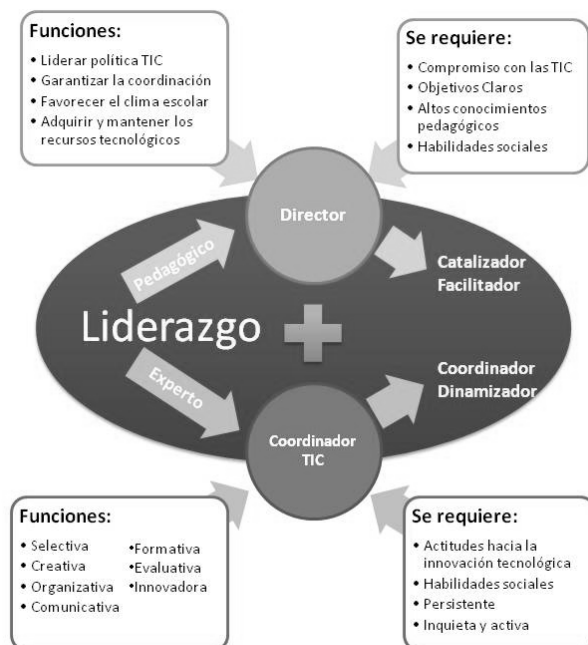 Funciones:
• Liderar política TIC
• Garantizar la coordinación
• Favorecer el clima escolar
• Adquirir y mantener los
recursos tecnológicos
Se requiere:
• Compromiso con las TIC
• Objetivos Claros
• Altos conocimientos
pedagógicos
• Habilidades sociales
Director
Pedagógico
Catalizador
Facilitador
Liderazgo
Experto
Coordinador
Dinamizador
Coordinador
TIC
Funciones:
• Selectiva
• Creativa
• Organizativa
• Comunicativa
•Formativa
•Evaluativa
•Innovadora
Se requiere:
• Actitudes hacia la
innovación tecnológica
• Habilidades sociales
• Persistente
• Inquieta y activa